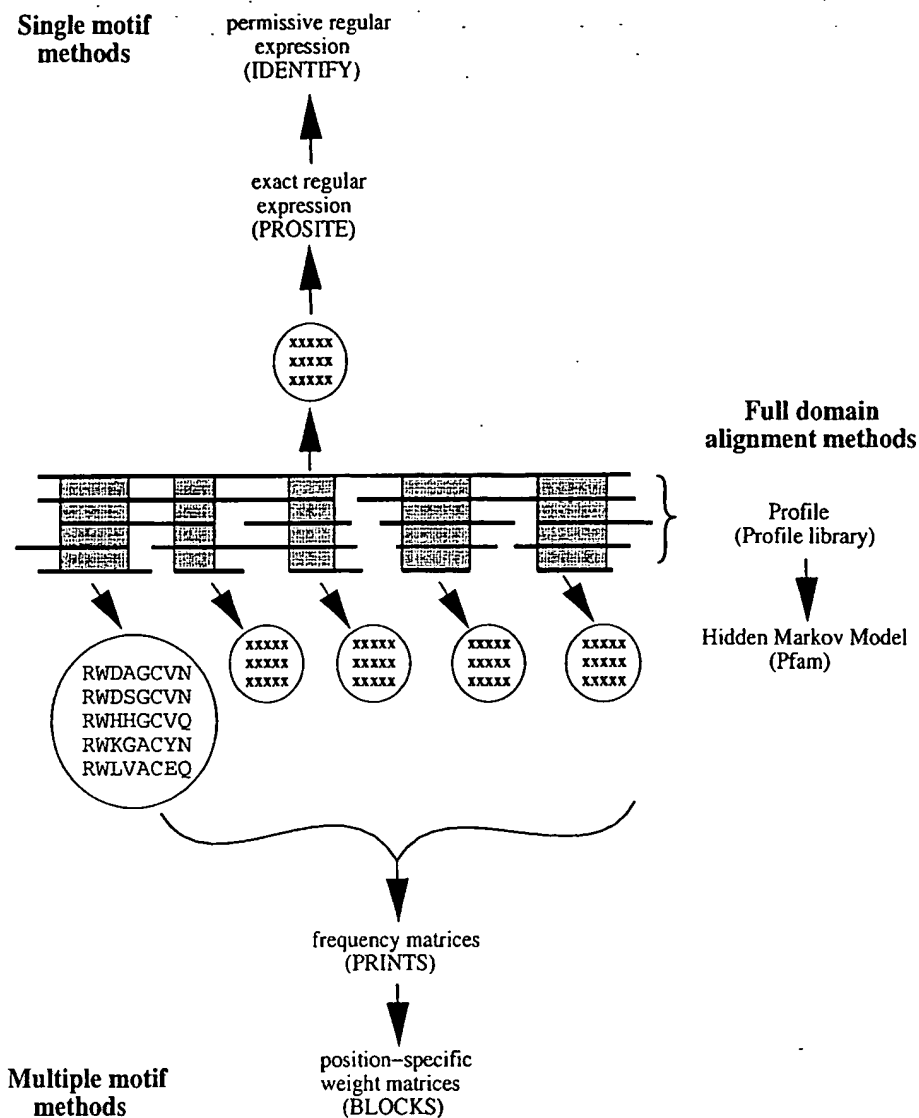 Single motif
methods
permissive regular
expression
(IDENTIFY)
exact regular
expression
(PROSITE)
xxxxx
xxxxx
xxxxx
Full domain
alignment methods
Profile
(Profile library)
Hidden Markov Model
(Pfam)
RWDAGCVN
RWDSGCVN
RWHHGCVQ
RWKGACYN
RWLVACEQ
xxxxx
xxxxx
xxxxx
xxxxx
xxxxx
xxxxx
xxxxx
xxxxx
xxxxx
xxxxx
xxxxx
xxxxx
frequency matrices
(PRINTS)
position-specific
weight matrices
(BLOCKS)
Multiple motif
methods